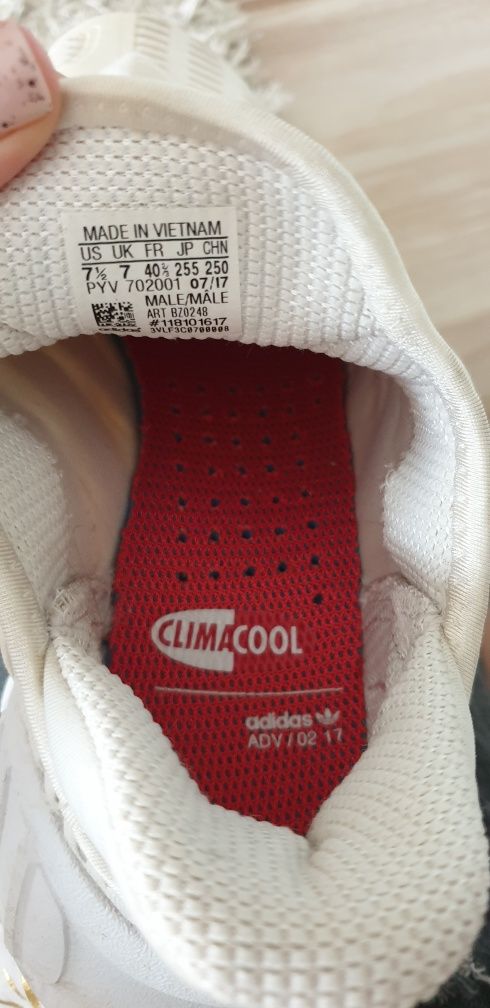 MADE IN VIETNAM
US UK FR JP CHN
7½ 7 40⅔ 255 250
PYV 702001 07/17
MALE/MÂLE
ART BZ0248
#118101617
3VLF3C0700008
CLIMACOOL
adidas
ADV / 02 17